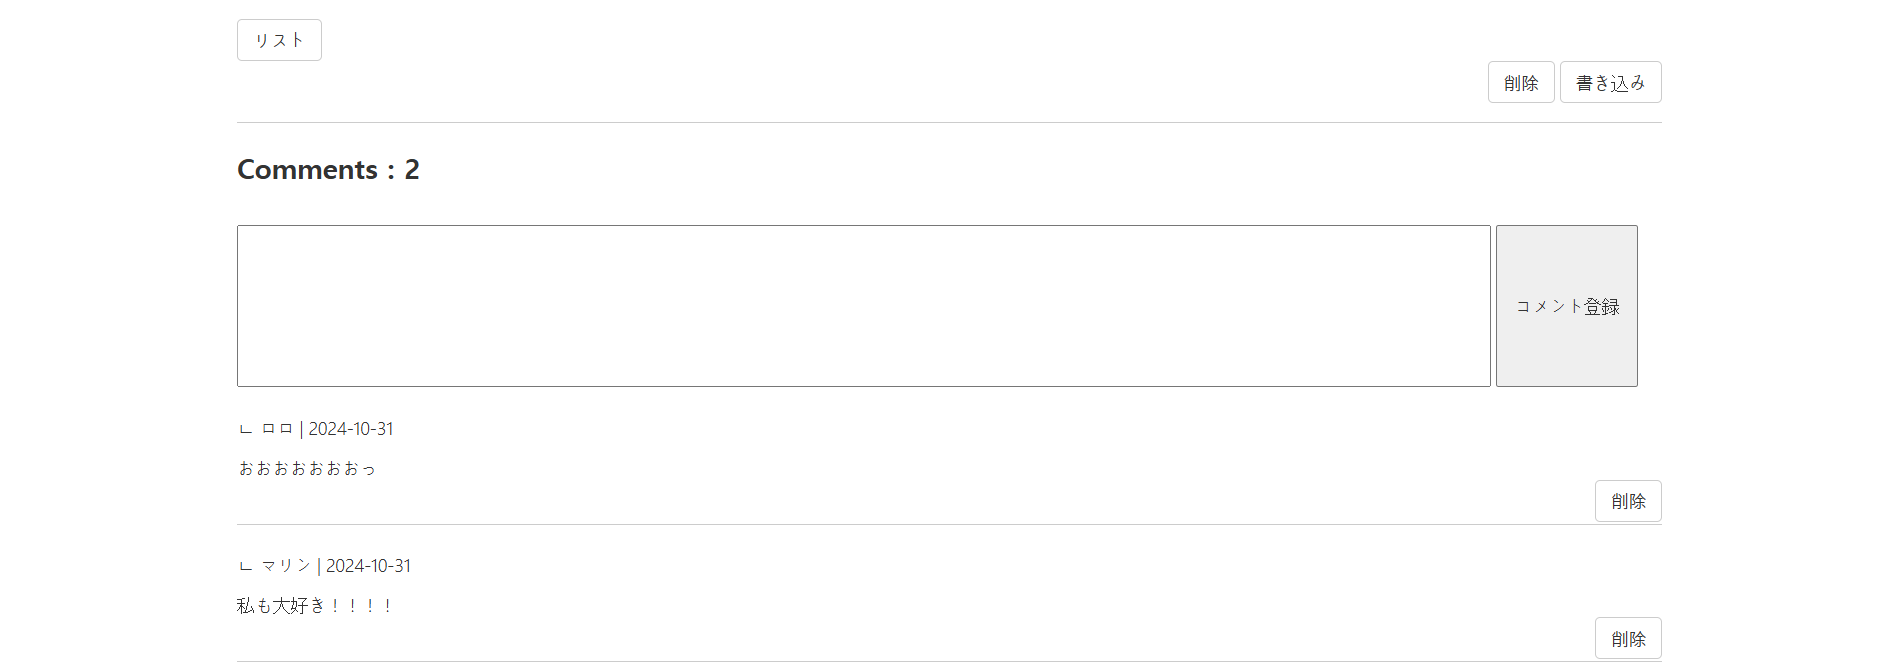 リスト
削除 書き込み
Comments : 2
コメント登録
ㄴ ロロ | 2024-10-31
おおおおおおおっ
削除
ㄴ マリン | 2024-10-31
私も大好き！！！！
削除